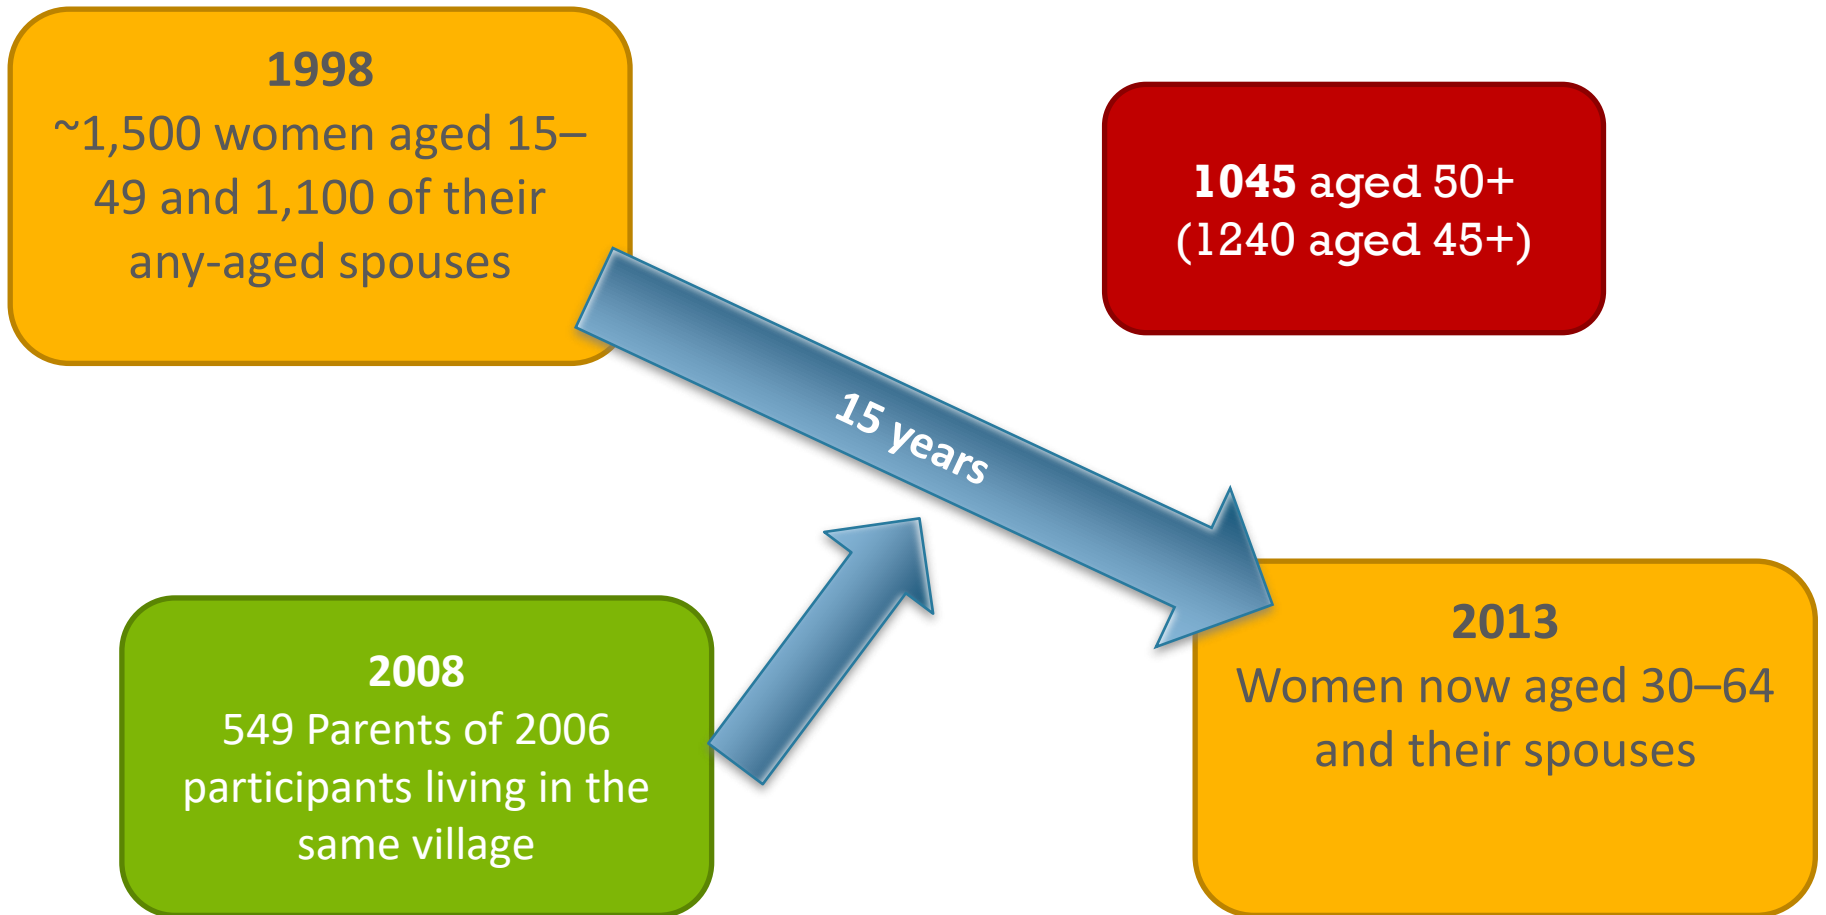 1998
~1,500 women aged 15–
49 and 1,100 of their
any-aged spouses
1045 aged 50+
(1240 aged 45+)
15 years
2008
549 Parents of 2006
participants living in the
same village
2013
Women now aged 30–64
and their spouses